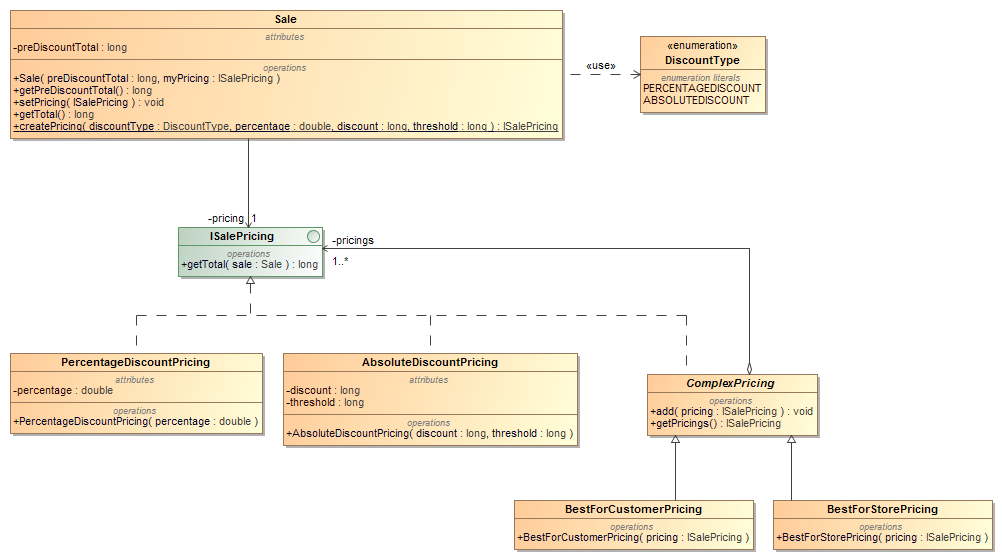 Sale
attributes
-preDiscountTotal : long
operations
+Sale( preDiscountTotal : long, myPricing : ISalePricing )
+getPreDiscountTotal() : long
+setPricing( ISalePricing ) : void
+getTotal() : long
+createPricing( discountType : DiscountType, percentage : double, discount : long, threshold : long ) : ISalePricing
«use»
«enumeration»
DiscountType
enumeration literals
PERCENTAGEDISCOUNT
ABSOLUTEDISCOUNT
-pricing 1
ISalePricing
operations
+getTotal( sale : Sale ) : long
-pricings
1..*
PercentageDiscountPricing
attributes
-percentage : double
operations
+PercentageDiscountPricing( percentage : double )
AbsoluteDiscountPricing
attributes
-discount : long
-threshold : long
operations
+AbsoluteDiscountPricing( discount : long, threshold : long )
ComplexPricing
operations
+add( pricing : ISalePricing ) : void
+getPricings() : ISalePricing
BestForCustomerPricing
operations
+BestForCustomerPricing( pricing : ISalePricing )
BestForStorePricing
operations
+BestForStorePricing( pricing : ISalePricing )